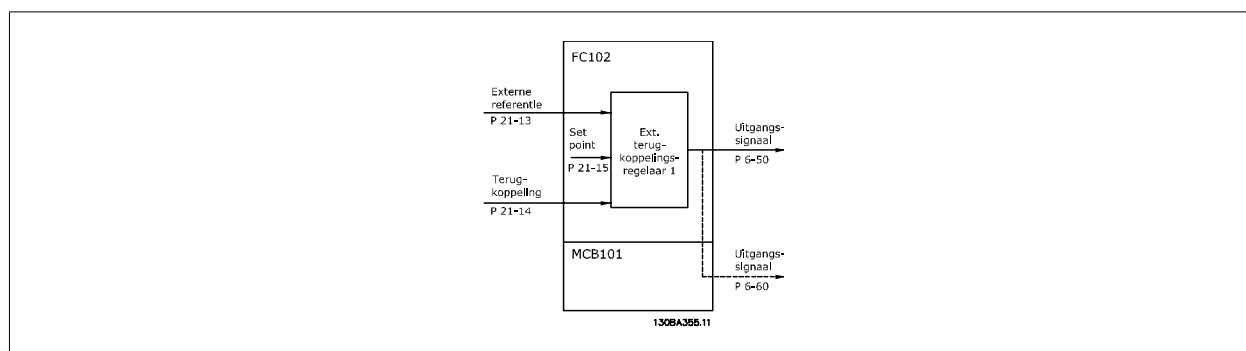 FC102
Externe
referentie
P 21-13
Set
point
P 21-15
Terug-
koppeling
P 21-14
Ext.
terug-
koppelings-
regelaar 1
Uitgangs-
signaal
P 6-50
MCB101
Uitgangs-
signaal
P 6-60
130BA355.11